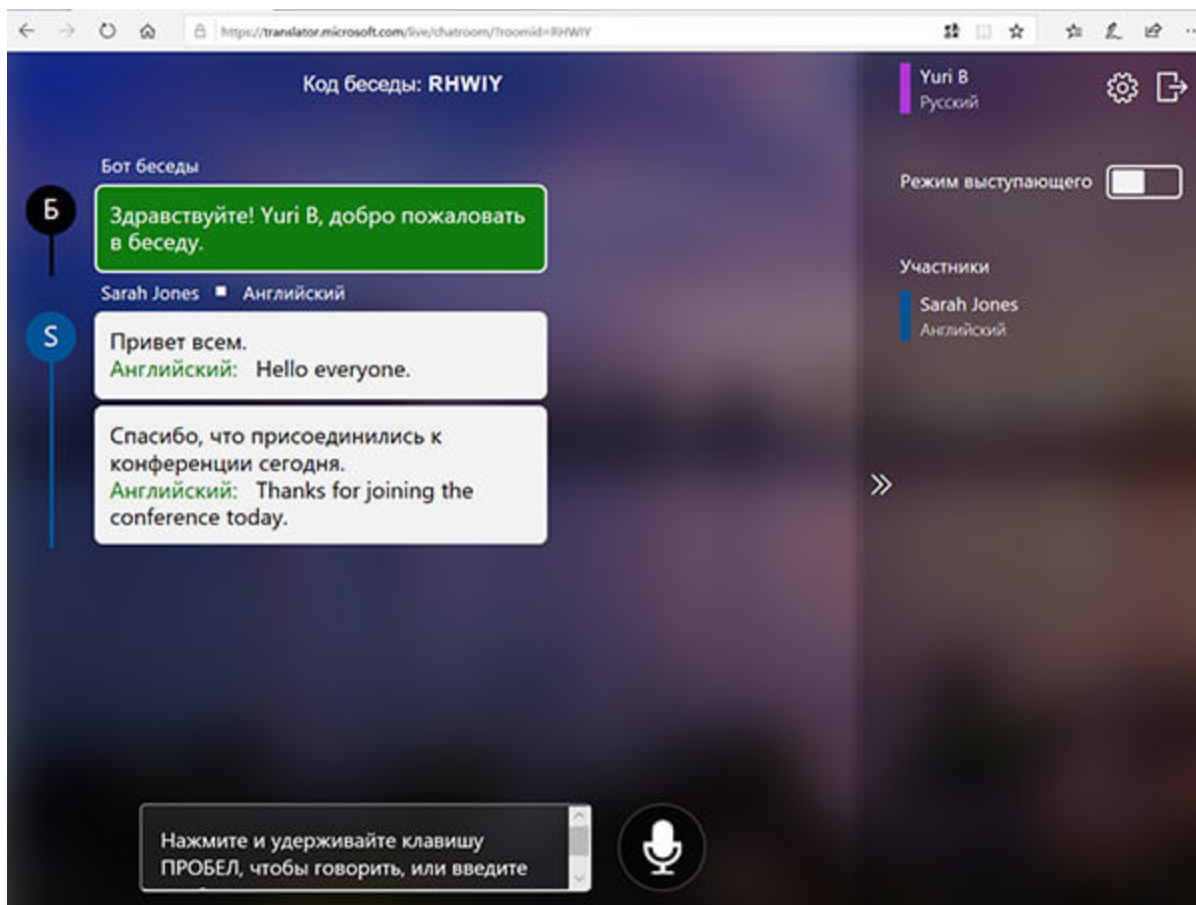 https://translator.microsoft.com/live/chatroom/?roomid=RHWIY
Код беседы: RHWIY
Yuri B
Русский
Режим выступающего
Участники
Sarah Jones
Английский
Бот беседы
Б
Здравствуйте! Yuri B, добро пожаловать
в беседу.
Sarah Jones ▪ Английский
S
Привет всем.
Английский: Hello everyone.
Спасибо, что присоединились к
конференции сегодня.
Английский: Thanks for joining the
conference today.
Нажмите и удерживайте клавишу
ПРОБЕЛ, чтобы говорить, или введите